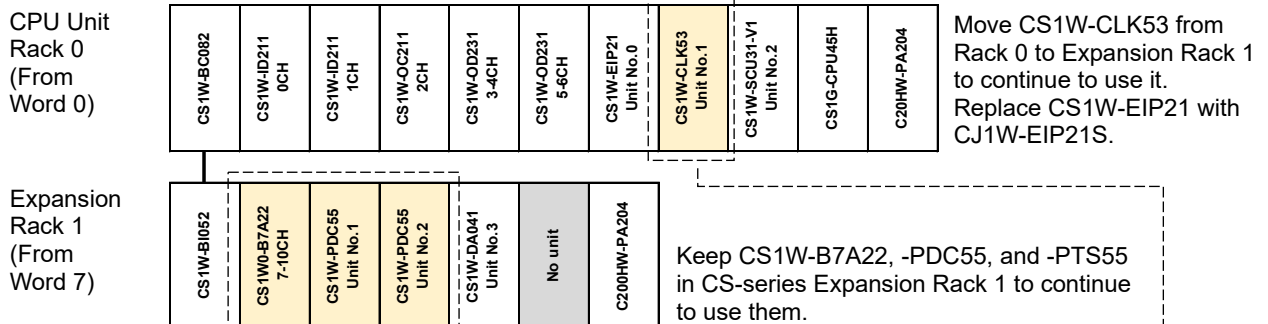 CPU Unit
Rack 0
(From
Word 0)
CS1W-BC082
CS1W-ID211
0CH
CS1W-ID211
1CH
CS1W-OC211
2CH
CS1W-OD231
3-4CH
CS1W-OD231
5-6CH
CS1W-EIP21
Unit No.0
CS1W-CLK53
Unit No.1
CS1W-SCU31-V1
Unit No.2
CS1G-CPU45H
C20HW-PA204
Move CS1W-CLK53 from
Rack 0 to Expansion Rack 1
to continue to use it.
Replace CS1W-EIP21 with
CJ1W-EIP21S.
Expansion
Rack 1
(From
Word 7)
CS1W-BI052
CS1W0-B7A22
7-10CH
CS1W-PDC55
Unit No.1
CS1W-PDC55
Unit No.2
CS1W-DA041
Unit No.3
No unit
C200HW-PA204
Keep CS1W-B7A22, -PDC55, and -PTS55
in CS-series Expansion Rack 1 to continue
to use them.